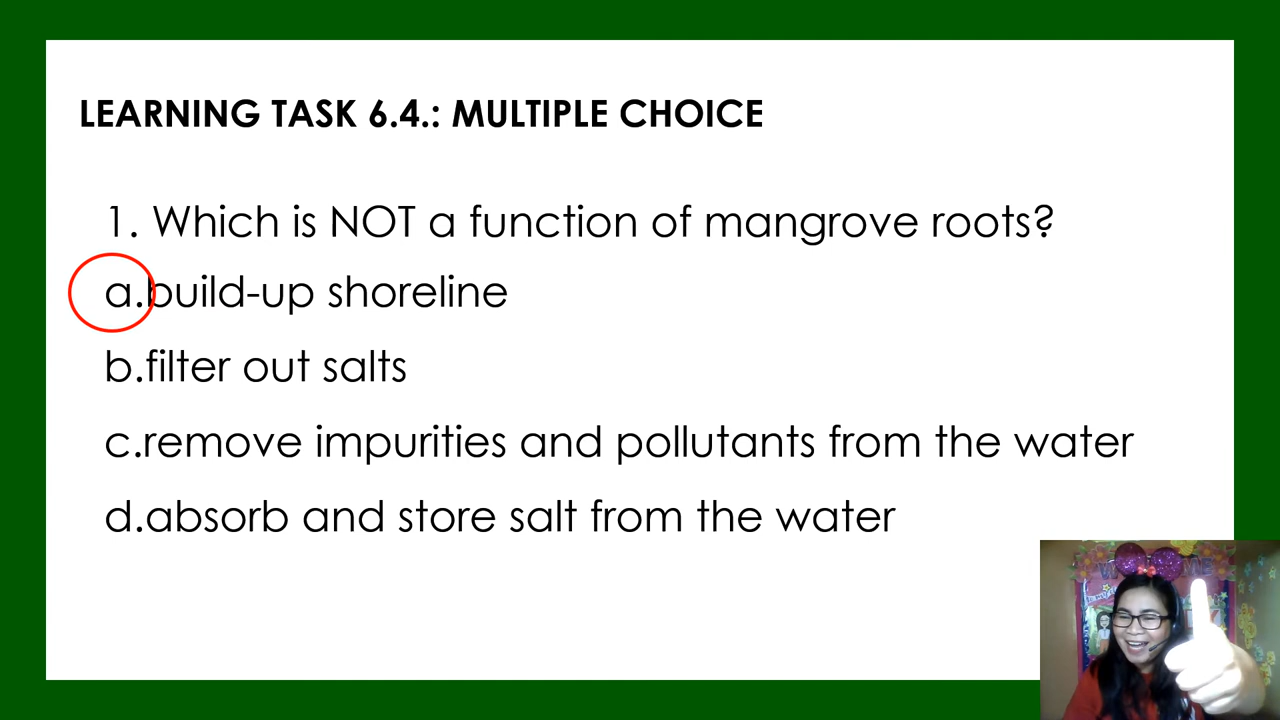 LEARNING TASK 6.4.: MULTIPLE CHOICE
1. Which is NOT a function of mangrove roots?
a.build-up shoreline
b.filter out salts
c.remove impurities and pollutants from the water
d.absorb and store salt from the water